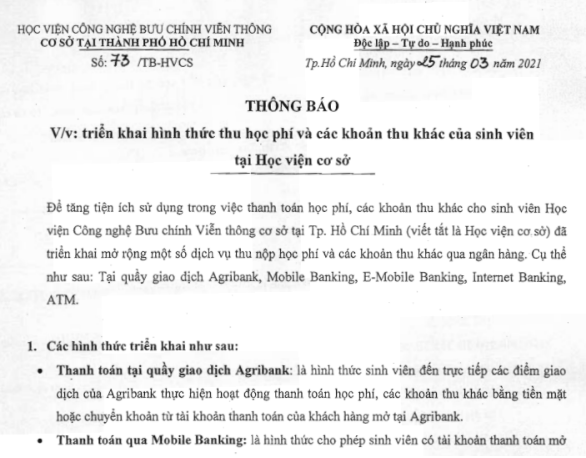 HỌC VIỆN CÔNG NGHỆ BƯU CHÍNH VIỄN THÔNG
CƠ SỞ TẠI THÀNH PHỐ HỒ CHÍ MINH
Số: 73 /TB-HVCS
CỘNG HÒA XÃ HỘI CHỦ NGHĨA VIỆT NAM
Độc lập – Tự do – Hạnh phúc
Tp.Hồ Chí Minh, ngày 25 tháng 03 năm 2021
THÔNG BÁO
V/v: triển khai hình thức thu học phí và các khoản thu khác của sinh viên
tại Học viện cơ sở
Để tăng tiện ích sử dụng trong việc thanh toán học phí, các khoản thu khác cho sinh viên Học
viện Công nghệ Bưu chính Viễn thông cơ sở tại Tp. Hồ Chí Minh (viết tắt là Học viện cơ sở) đã
triển khai mở rộng một số dịch vụ thu nộp học phí và các khoản thu khác qua ngân hàng. Cụ thể
như sau: Tại quầy giao dịch Agribank, Mobile Banking, E-Mobile Banking, Internet Banking,
ATM.
1. Các hình thức triển khai như sau:
• Thanh toán tại quầy giao dịch Agribank: là hình thức sinh viên đến trực tiếp các điểm giao
dịch của Agribank thực hiện hoạt động thanh toán học phí, các khoản thu khác bằng tiền mặt
hoặc chuyển khoản từ tài khoản thanh toán của khách hàng mở tại Agribank.
• Thanh toán qua Mobile Banking: là hình thức cho phép sinh viên có tài khoản thanh toán mở